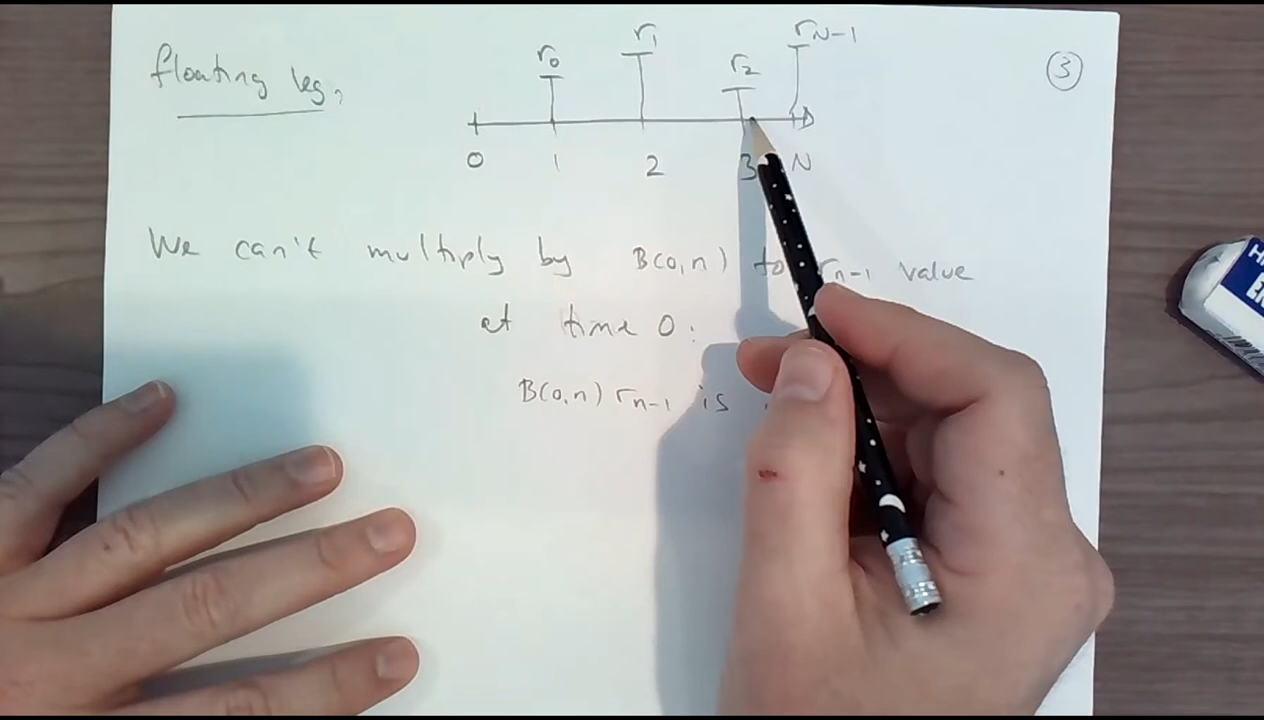 floating leg,
r0 r1 r2 rN-1
③
0 1 2 3 N
We can't multiply by B(0,n) to rn-1 value
at time 0:
B(0,n) rn-1 is
H